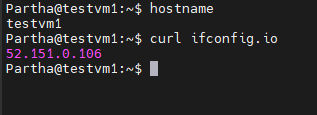 Partha@testvm1:~$ hostname
testvm1
Partha@testvm1:~$ curl ifconfig.io
52.151.0.106
Partha@testvm1:~$